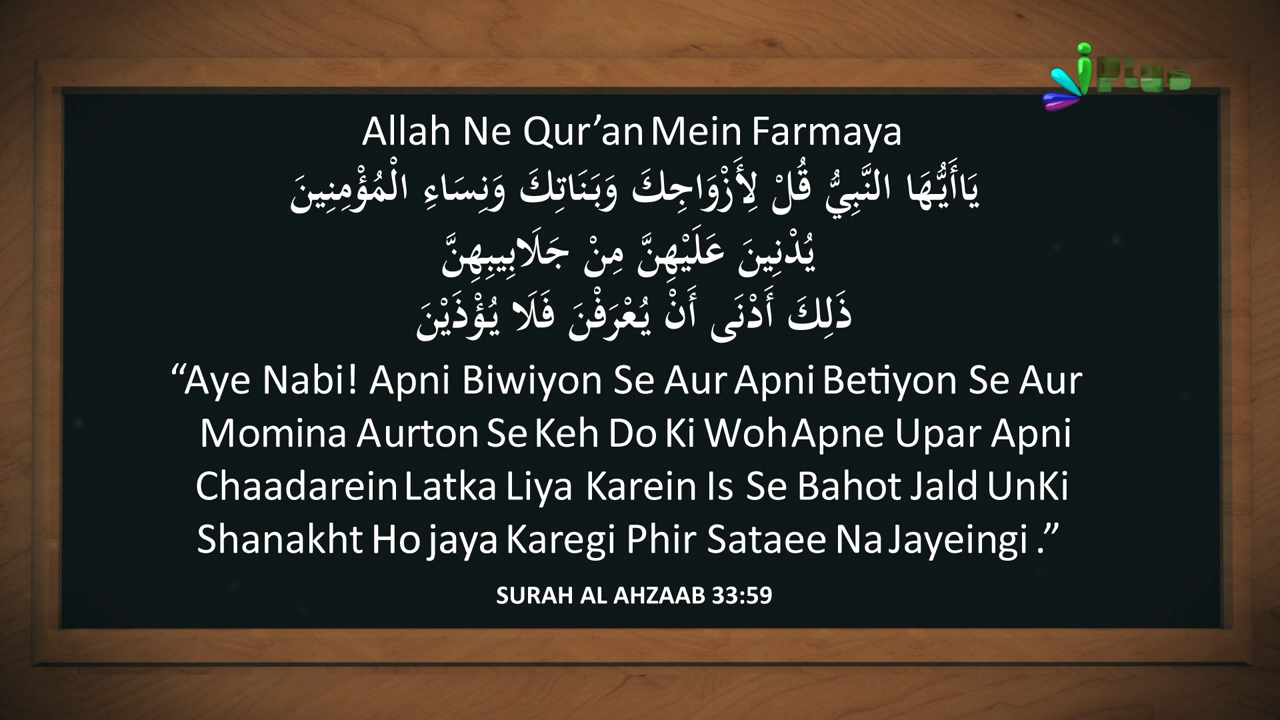 iPlus
Allah Ne Qur’an Mein Farmaya
يَاأَيُّهَا النَّبِيُّ قُلْ لِأَزْوَاجِكَ وَبَنَاتِكَ وَنِسَاءِ الْمُؤْمِنِينَ
يُدْنِينَ عَلَيْهِنَّ مِنْ جَلَابِيبِهِنَّ
ذَلِكَ أَدْنَى أَنْ يُعْرَفْنَ فَلَا يُؤْذَيْنَ
“Aye Nabi! Apni Biwiyon Se Aur Apni Betiyon Se Aur
Momina Aurton Se Keh Do Ki Woh Apne Upar Apni
Chaadarein Latka Liya Karein Is Se Bahot Jald UnKi
Shanakht Ho jaya Karegi Phir Sataee Na Jayeingi .”
SURAH AL AHZAAB 33:59